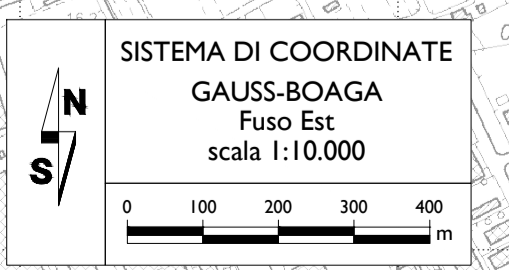 SISTEMA DI COORDINATE
GAUSS-BOAGA
Fuso Est
scala 1:10.000
N
S
0 100 200 300 400
m